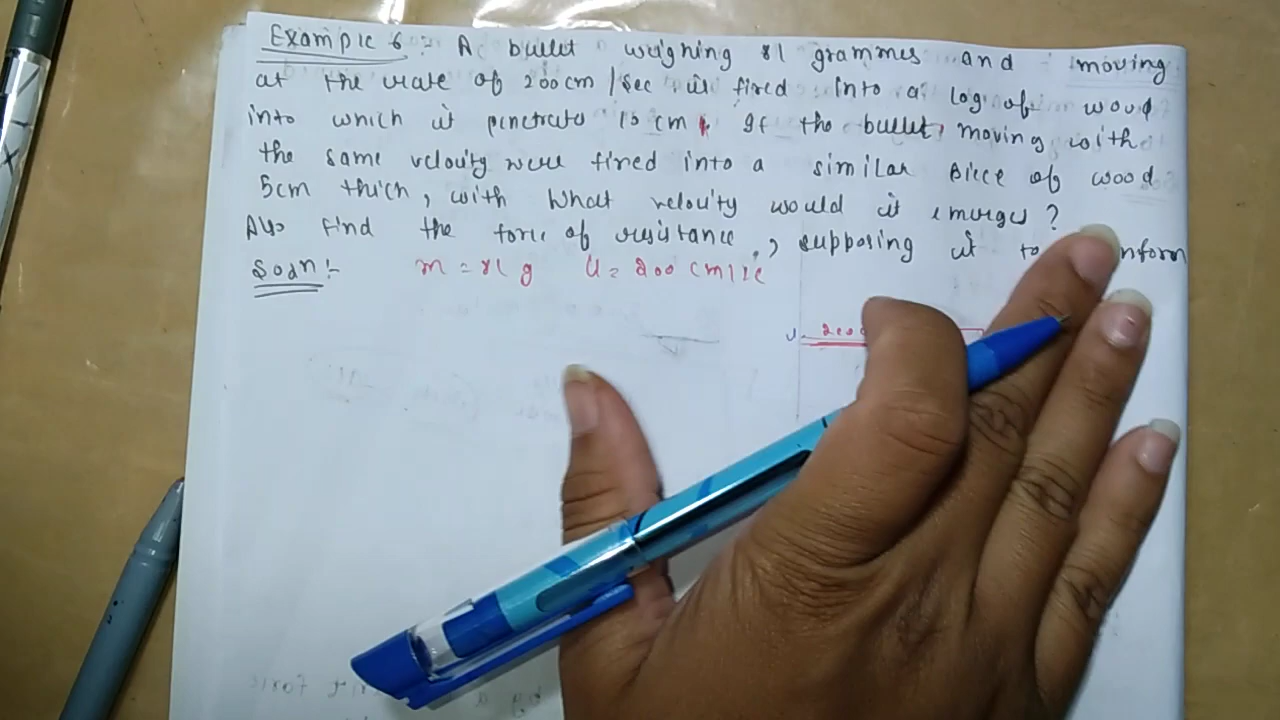 Example 6 :- A bullet weighing 81 grammes and moving
at the rate of 200 cm / sec is fired into a log of wood
into which it penetrate 10 cm. If the bullet, moving with
the same velocity were fired into a similar piece of wood
5cm thick, with what velocity would it emerges ?
Also Find the force of resistance, supposing it to
Soln:- m = 81 g U = 200 cm/se